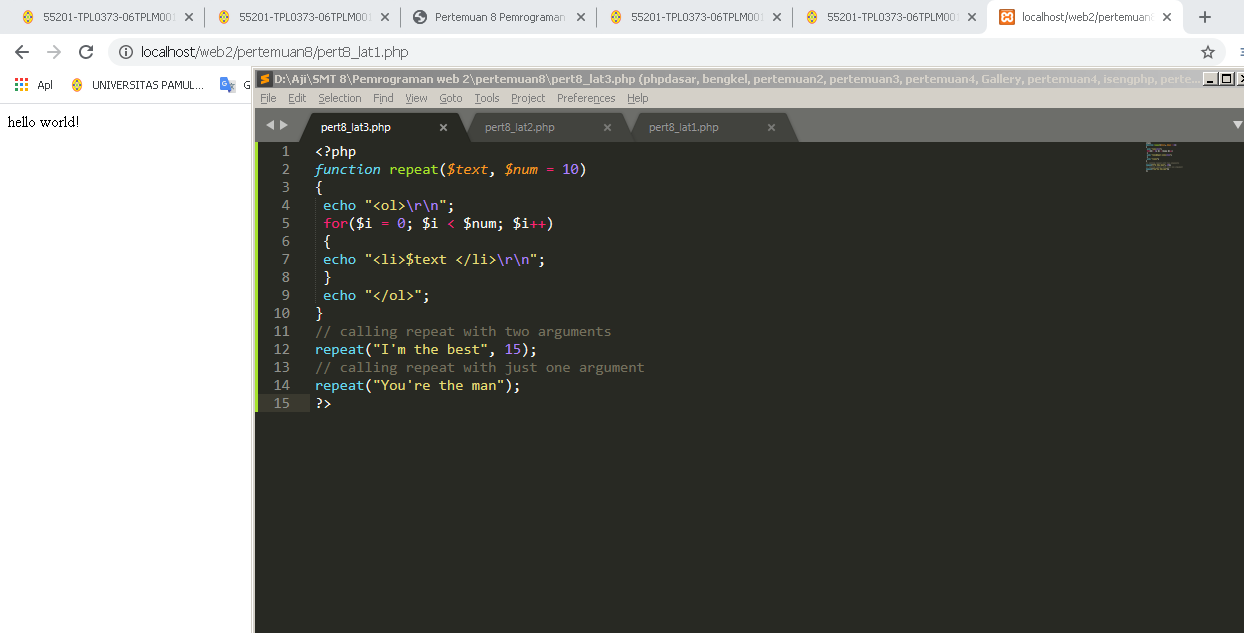 55201-TPL0373-06TPLM001
55201-TPL0373-06TPLM001
Pertemuan 8 Pemrograman
55201-TPL0373-06TPLM001
55201-TPL0373-06TPLM001
localhost/web2/pertemuan8
localhost/web2/pertemuan8/pert8_lat1.php
Apl
UNIVERSITAS PAMUL...
G
hello world!
D:\Aji\SMT 8\Pemrograman web 2\pertemuan8\pert8_lat3.php (phpdasar, bengkel, pertemuan2, pertemuan3, pertemuan4, Gallery, pertemuan4, isengphp, perte...
File Edit Selection Find View Goto Tools Project Preferences Help
pert8_lat3.php
pert8_lat2.php
pert8_lat1.php
1 <?php
2 function repeat($text, $num = 10)
3 {
4 echo "<ol>\r\n";
5 for($i = 0; $i < $num; $i++)
6 {
7 echo "<li>$text </li>\r\n";
8 }
9 echo "</ol>";
10 }
11 // calling repeat with two arguments
12 repeat("I'm the best", 15);
13 // calling repeat with just one argument
14 repeat("You're the man");
15 ?>